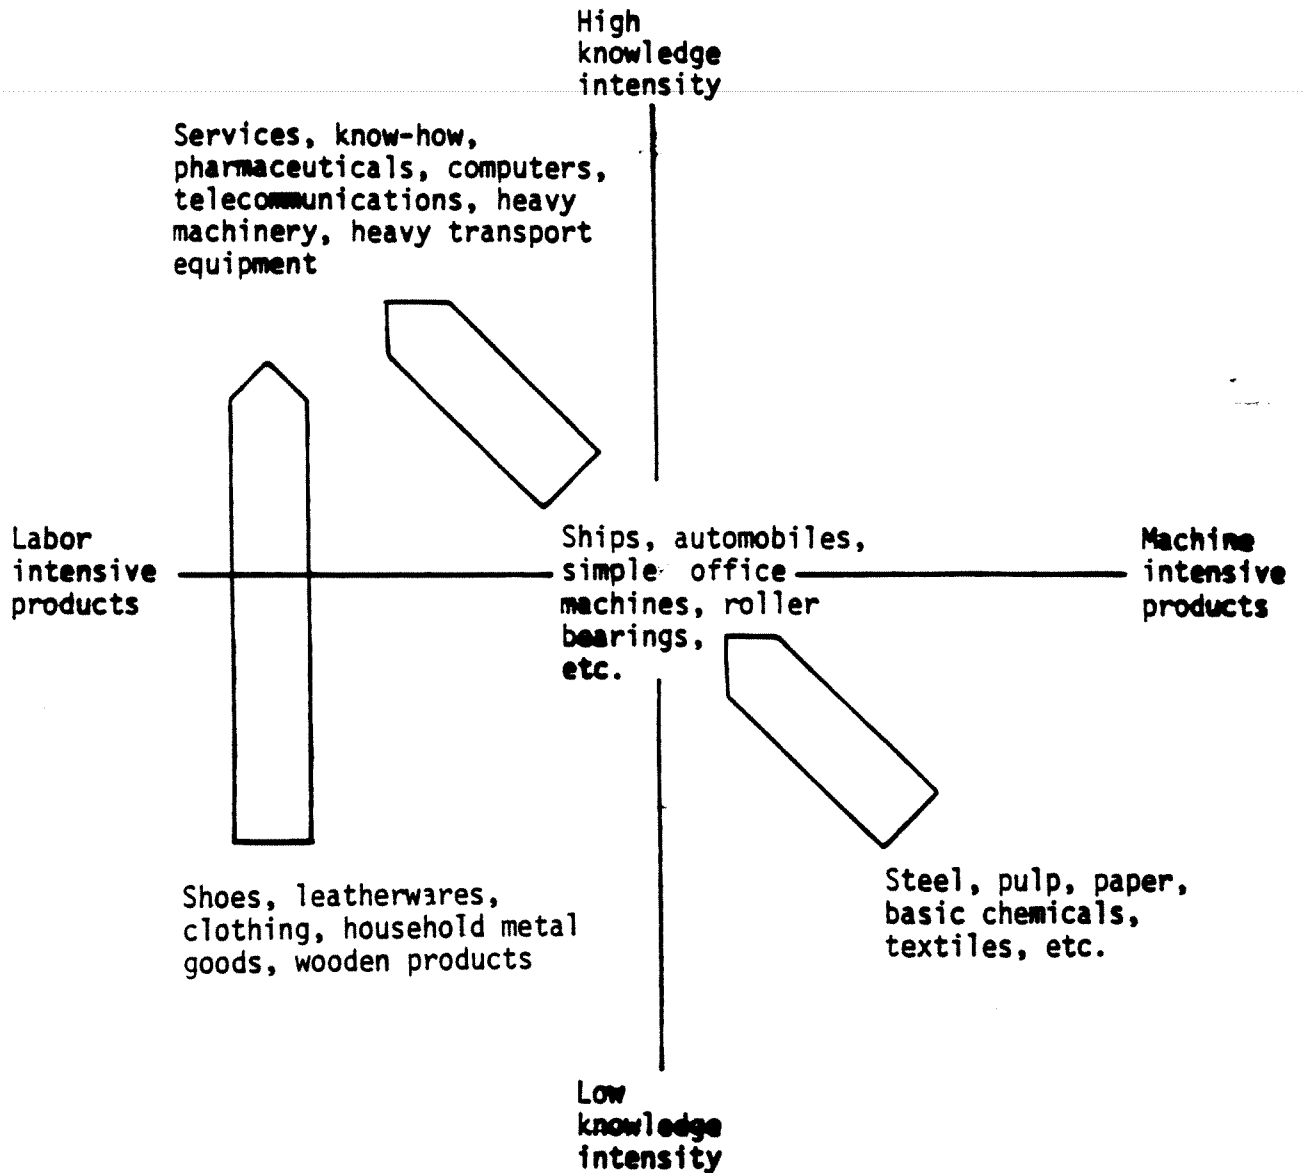 High
knowledge
intensity
Services, know-how,
pharmaceuticals, computers,
telecommunications, heavy
machinery, heavy transport
equipment
Labor
intensive
products
Ships, automobiles,
simple office
machines, roller
bearings,
etc.
Machine
intensive
products
Shoes, leatherwares,
clothing, household metal
goods, wooden products
Steel, pulp, paper,
basic chemicals,
textiles, etc.
Low
knowledge
intensity